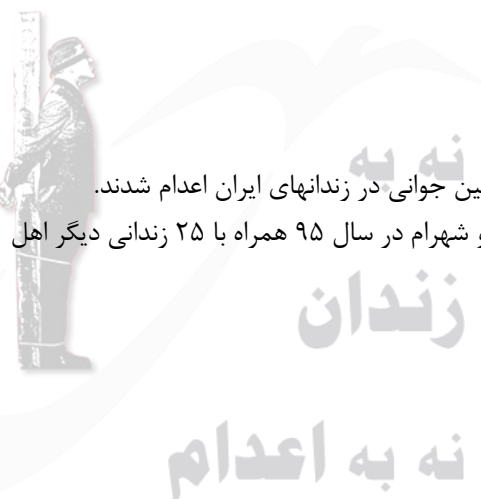 نه به
ین جوانی در زندانهای ایران اعدام شدند.
و شهرام در سال ۹۵ همراه با ۲۵ زندانی دیگر اهل
زندان
نه به اعدام